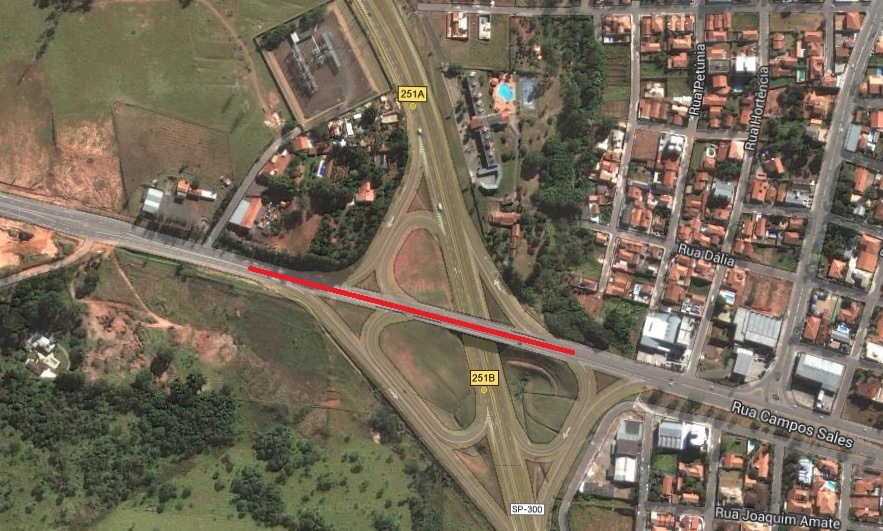 251A
Rua Petúnia
Rua Hortência
Rua Dália
251B
Rua Campos Sales
SP-300
Rua Joaquim Amate